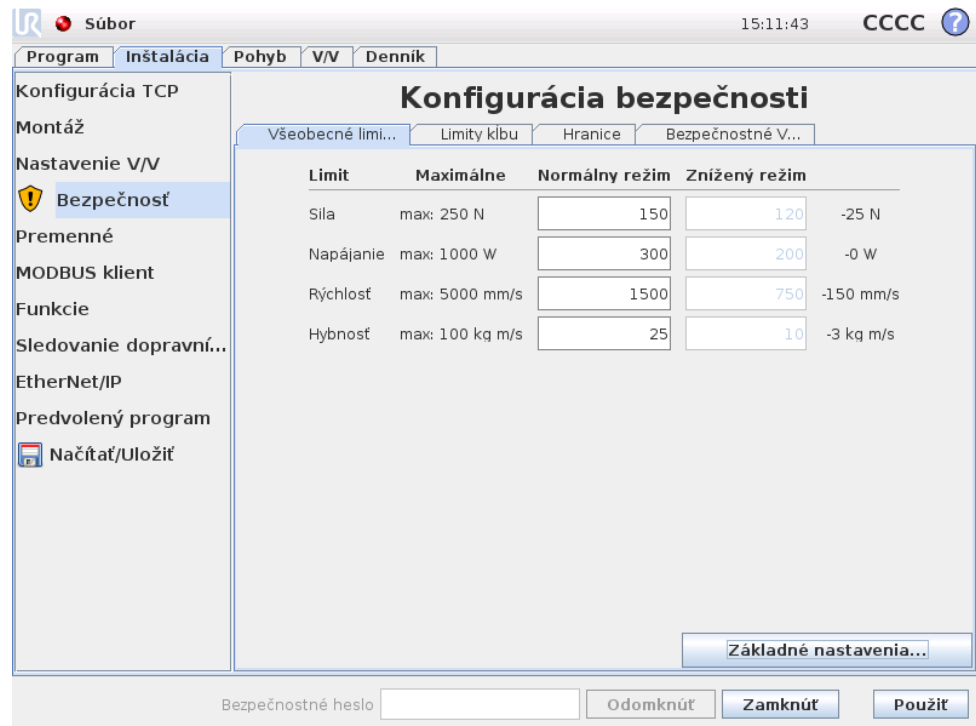 UR Súbor 15:11:43 CCCC ?
Program Inštalácia Pohyb V/V Denník
Konfigurácia TCP
Montáž
Nastavenie V/V
Bezpečnosť
Premenné
MODBUS klient
Funkcie
Sledovanie dopravní...
EtherNet/IP
Predvolený program
Načítať/Uložiť
Konfigurácia bezpečnosti
Všeobecné limi... Limity kĺbu Hranice Bezpečnostné V...
Limit Maximálne Normálny režim Znížený režim
Sila max: 250 N 150 120 -25 N
Napájanie max: 1000 W 300 200 -0 W
Rýchlosť max: 5000 mm/s 1500 750 -150 mm/s
Hybnosť max: 100 kg m/s 25 10 -3 kg m/s
Základné nastavenia...
Bezpečnostné heslo Odomknúť Zamknúť Použiť